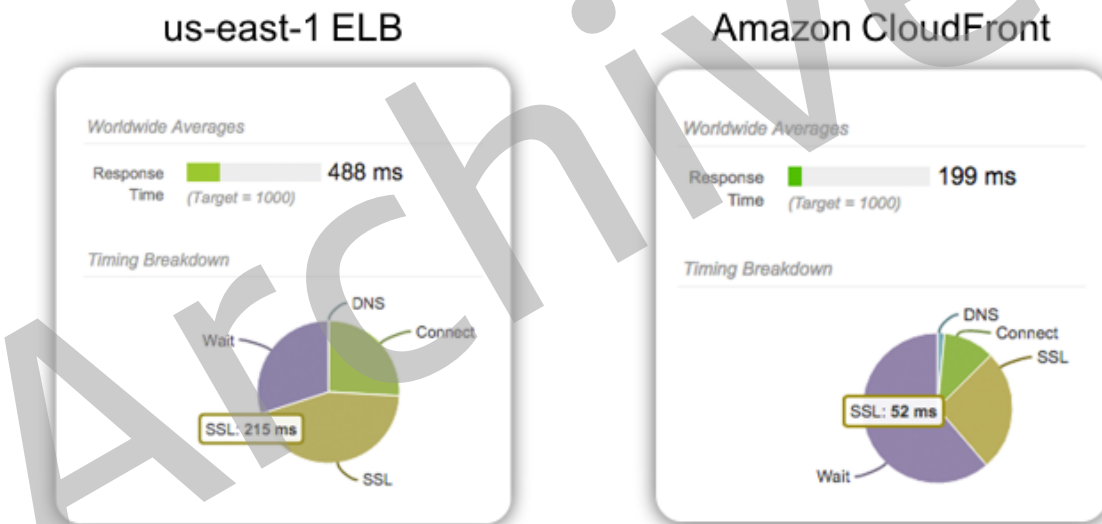 us-east-1 ELB
Worldwide Averages
Response Time
488 ms
(Target = 1000)
Timing Breakdown
DNS
Connect
Wait
SSL: 215 ms
SSL
Amazon CloudFront
Worldwide Averages
Response Time
199 ms
(Target = 1000)
Timing Breakdown
DNS
Connect
SSL
SSL: 52 ms
Wait
Archive